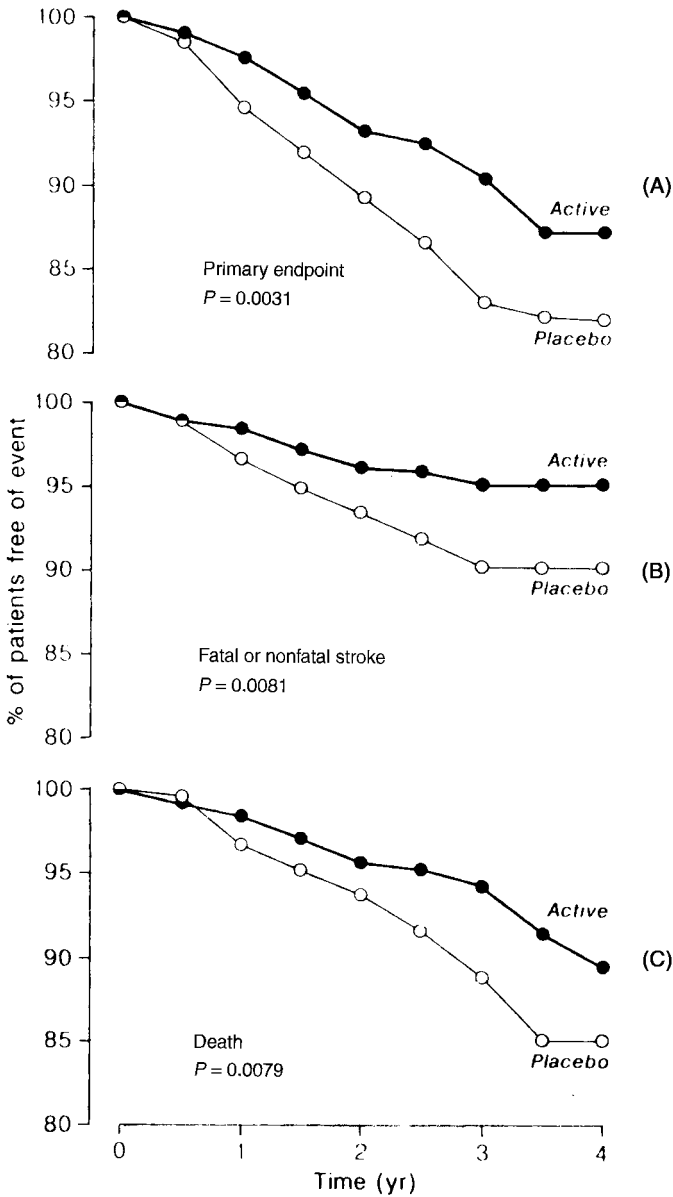 100
95
90
85
80
Active
(A)
Primary endpoint
P = 0.0031
Placebo
% of patients free of event
100
95
90
85
80
Active
(B)
Placebo
Fatal or nonfatal stroke
P = 0.0081
100
95
90
85
80
Active
(C)
Death
P = 0.0079
Placebo
0 1 2 3 4
Time (yr)